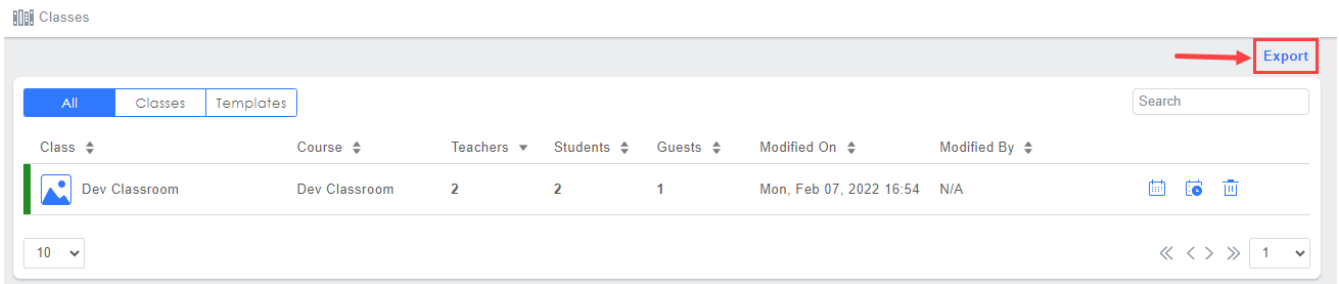 Classes
Export
All Classes Templates Search
Class Course Teachers Students Guests Modified On Modified By
Dev Classroom Dev Classroom 2 2 1 Mon, Feb 07, 2022 16:54 N/A
10 1